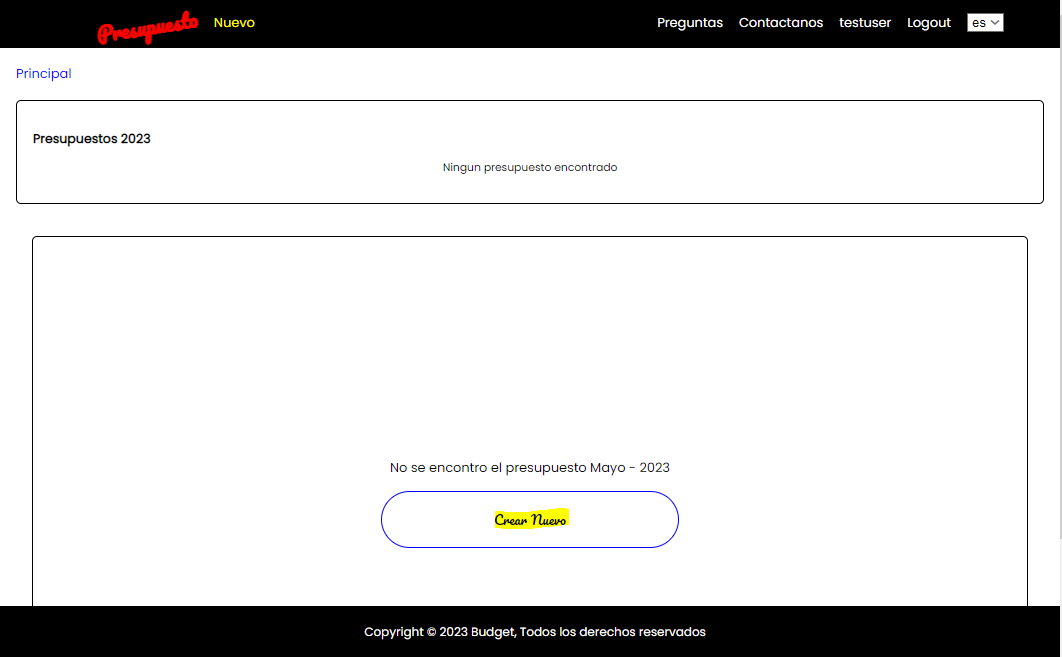 Presupuesto Nuevo Preguntas Contactanos testuser Logout es
Principal
Presupuestos 2023
Ningun presupuesto encontrado
No se encontro el presupuesto Mayo - 2023
Crear Nuevo
Copyright © 2023 Budget, Todos los derechos reservados